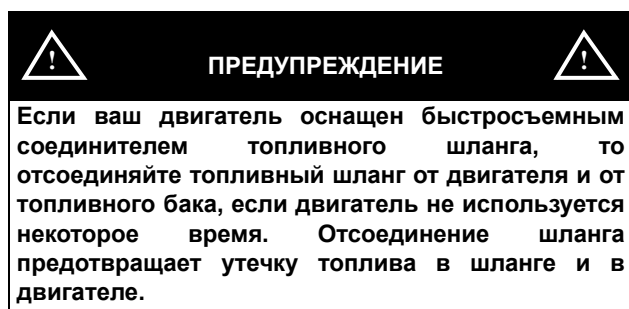 ! ПРЕДУПРЕЖДЕНИЕ !
Если ваш двигатель оснащен быстросъемным
соединителем топливного шланга, то
отсоединяйте топливный шланг от двигателя и от
топливного бака, если двигатель не используется
некоторое время. Отсоединение шланга
предотвращает утечку топлива в шланге и в
двигателе.